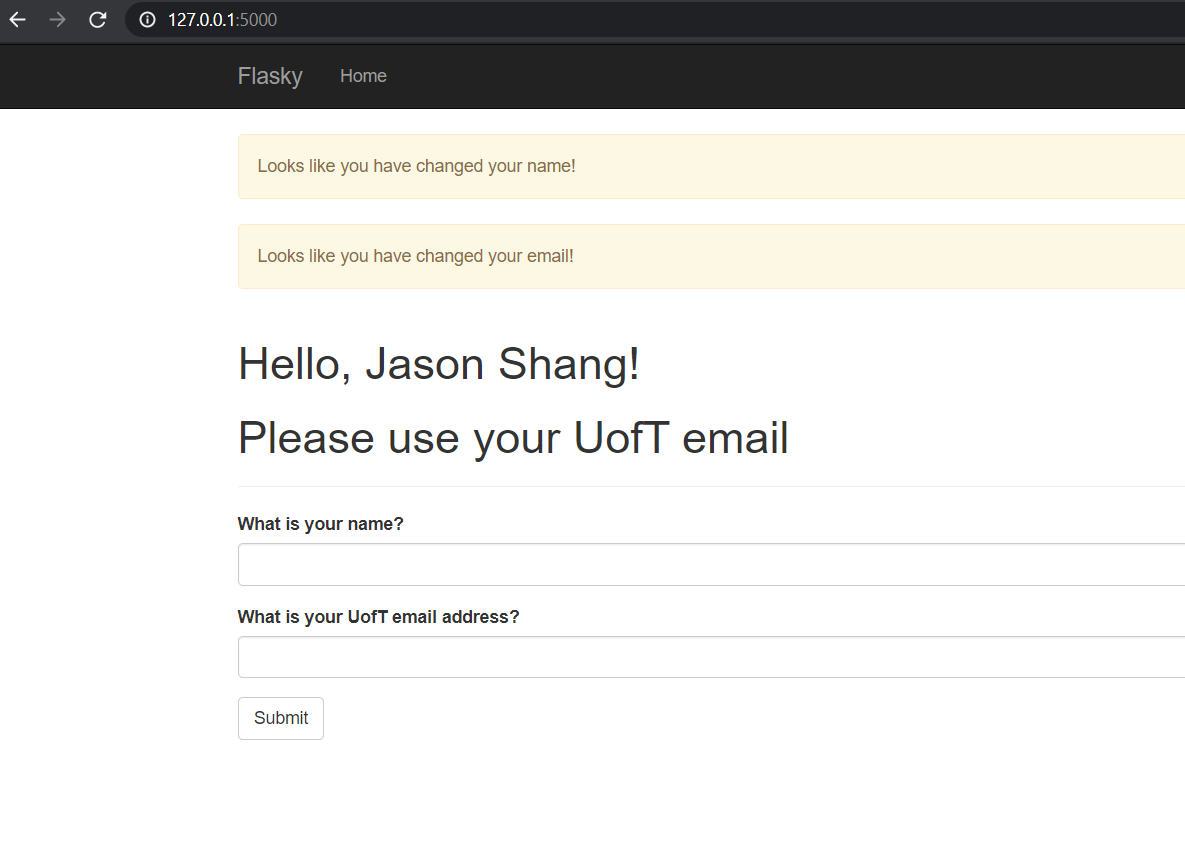 127.0.0.1:5000
Flasky Home
Looks like you have changed your name!
Looks like you have changed your email!
Hello, Jason Shang!
Please use your UofT email
What is your name?
What is your UofT email address?
Submit